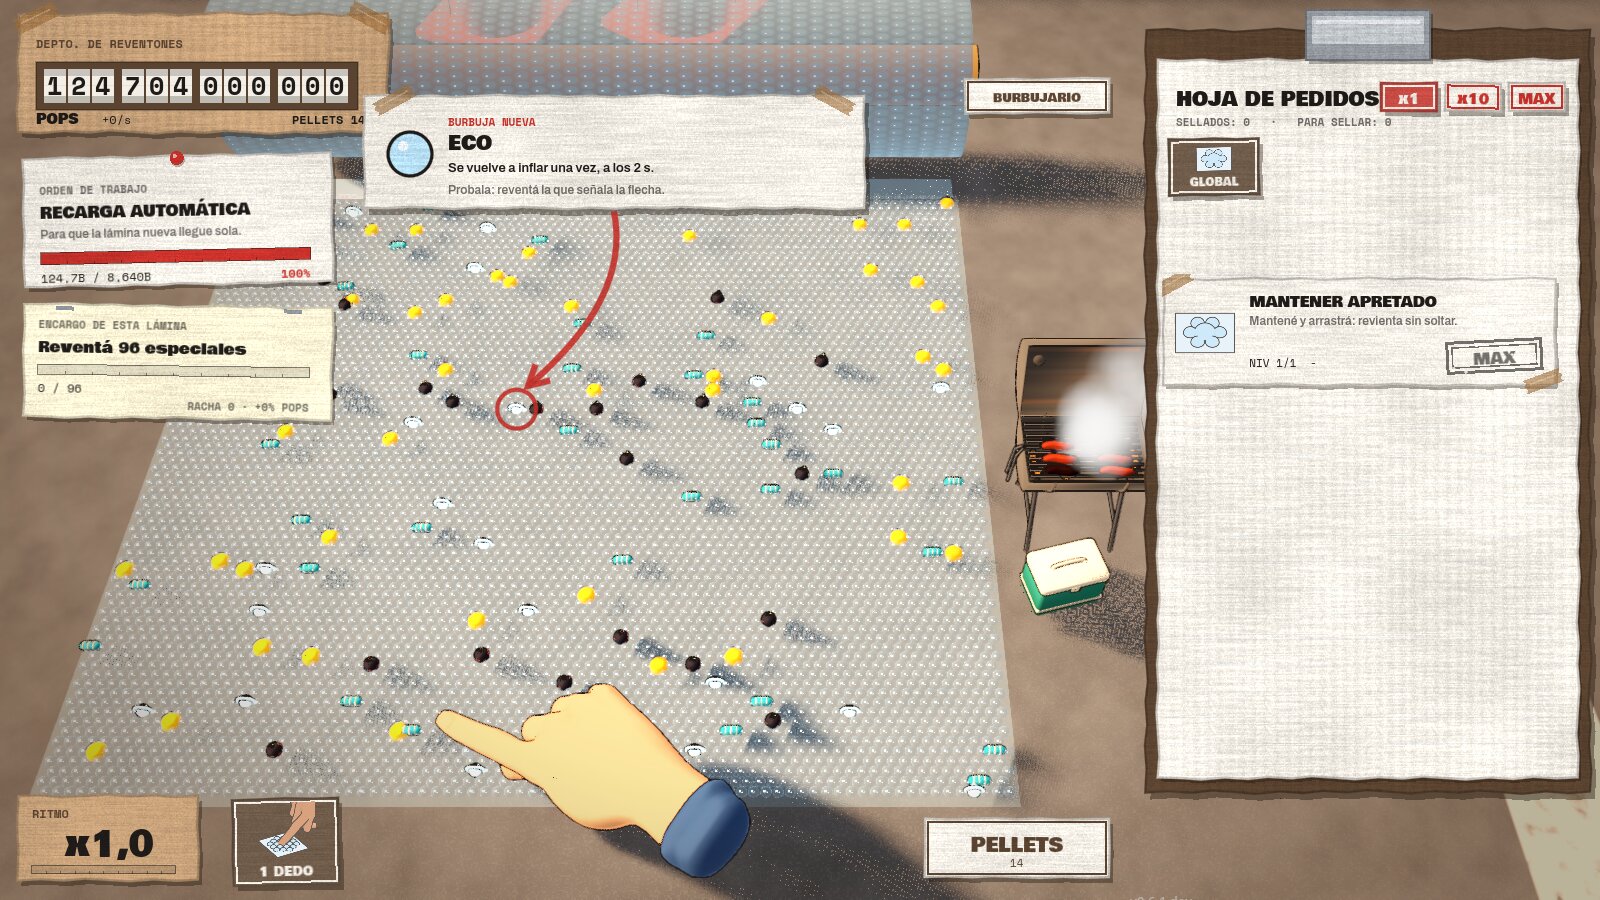 DEPTO. DE REVENTONES
124 704 000 000
POPS +0/s PELLETS 14
BURBUJA NUEVA
ECO
Se vuelve a inflar una vez, a los 2 s.
Probala: reventá la que señala la flecha.
BURBUJARIO
ORDEN DE TRABAJO
RECARGA AUTOMÁTICA
Para que la lámina nueva llegue sola.
124.7B / 8.640B 100%
ENCARGO DE ESTA LÁMINA
Reventá 96 especiales
0 / 96
RACHA 0 · +0% POPS
HOJA DE PEDIDOS x1 x10 MAX
SELLADOS: 0 · PARA SELLAR: 0
GLOBAL
MANTENER APRETADO
Mantené y arrastrá: revienta sin soltar.
NIV 1/1 -
MAX
RITMO
x1,0
1 DEDO
PELLETS
14